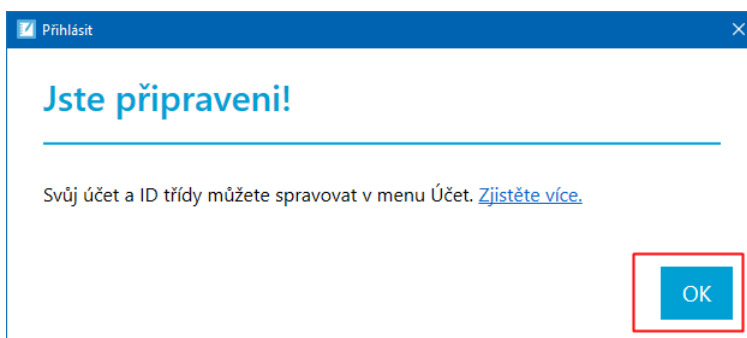 Přihlásit
Jste připraveni!
Svůj účet a ID třídy můžete spravovat v menu Účet. Zjistěte více.
OK